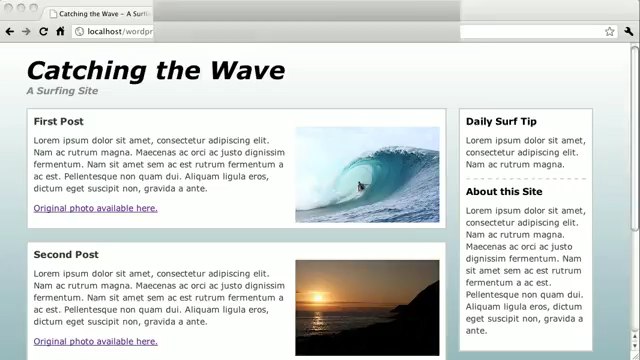 Catching the Wave – A Surfin
localhost/wordpr
Catching the Wave
A Surfing Site
First Post
Lorem ipsum dolor sit amet, consectetur adipiscing elit.
Nam ac rutrum magna. Maecenas ac orci ac justo dignissim
fermentum. Nam sit amet sem ac est rutrum fermentum a
ac est. Pellentesque non quam dui. Aliquam ligula eros,
dictum eget suscipit non, gravida a ante.
Original photo available here.
Second Post
Lorem ipsum dolor sit amet, consectetur adipiscing elit.
Nam ac rutrum magna. Maecenas ac orci ac justo dignissim
fermentum. Nam sit amet sem ac est rutrum fermentum a
ac est. Pellentesque non quam dui. Aliquam ligula eros,
dictum eget suscipit non, gravida a ante.
Original photo available here.
Daily Surf Tip
Lorem ipsum dolor sit amet,
consectetur adipiscing elit.
Nam ac rutrum magna.
About this Site
Lorem ipsum dolor sit amet,
consectetur adipiscing elit.
Nam ac rutrum magna.
Maecenas ac orci ac justo
dignissim fermentum. Nam
sit amet sem ac est rutrum
fermentum a ac est.
Pellentesque non quam dui.
Aliquam ligula eros, dictum
eget suscipit non, gravida a
ante.